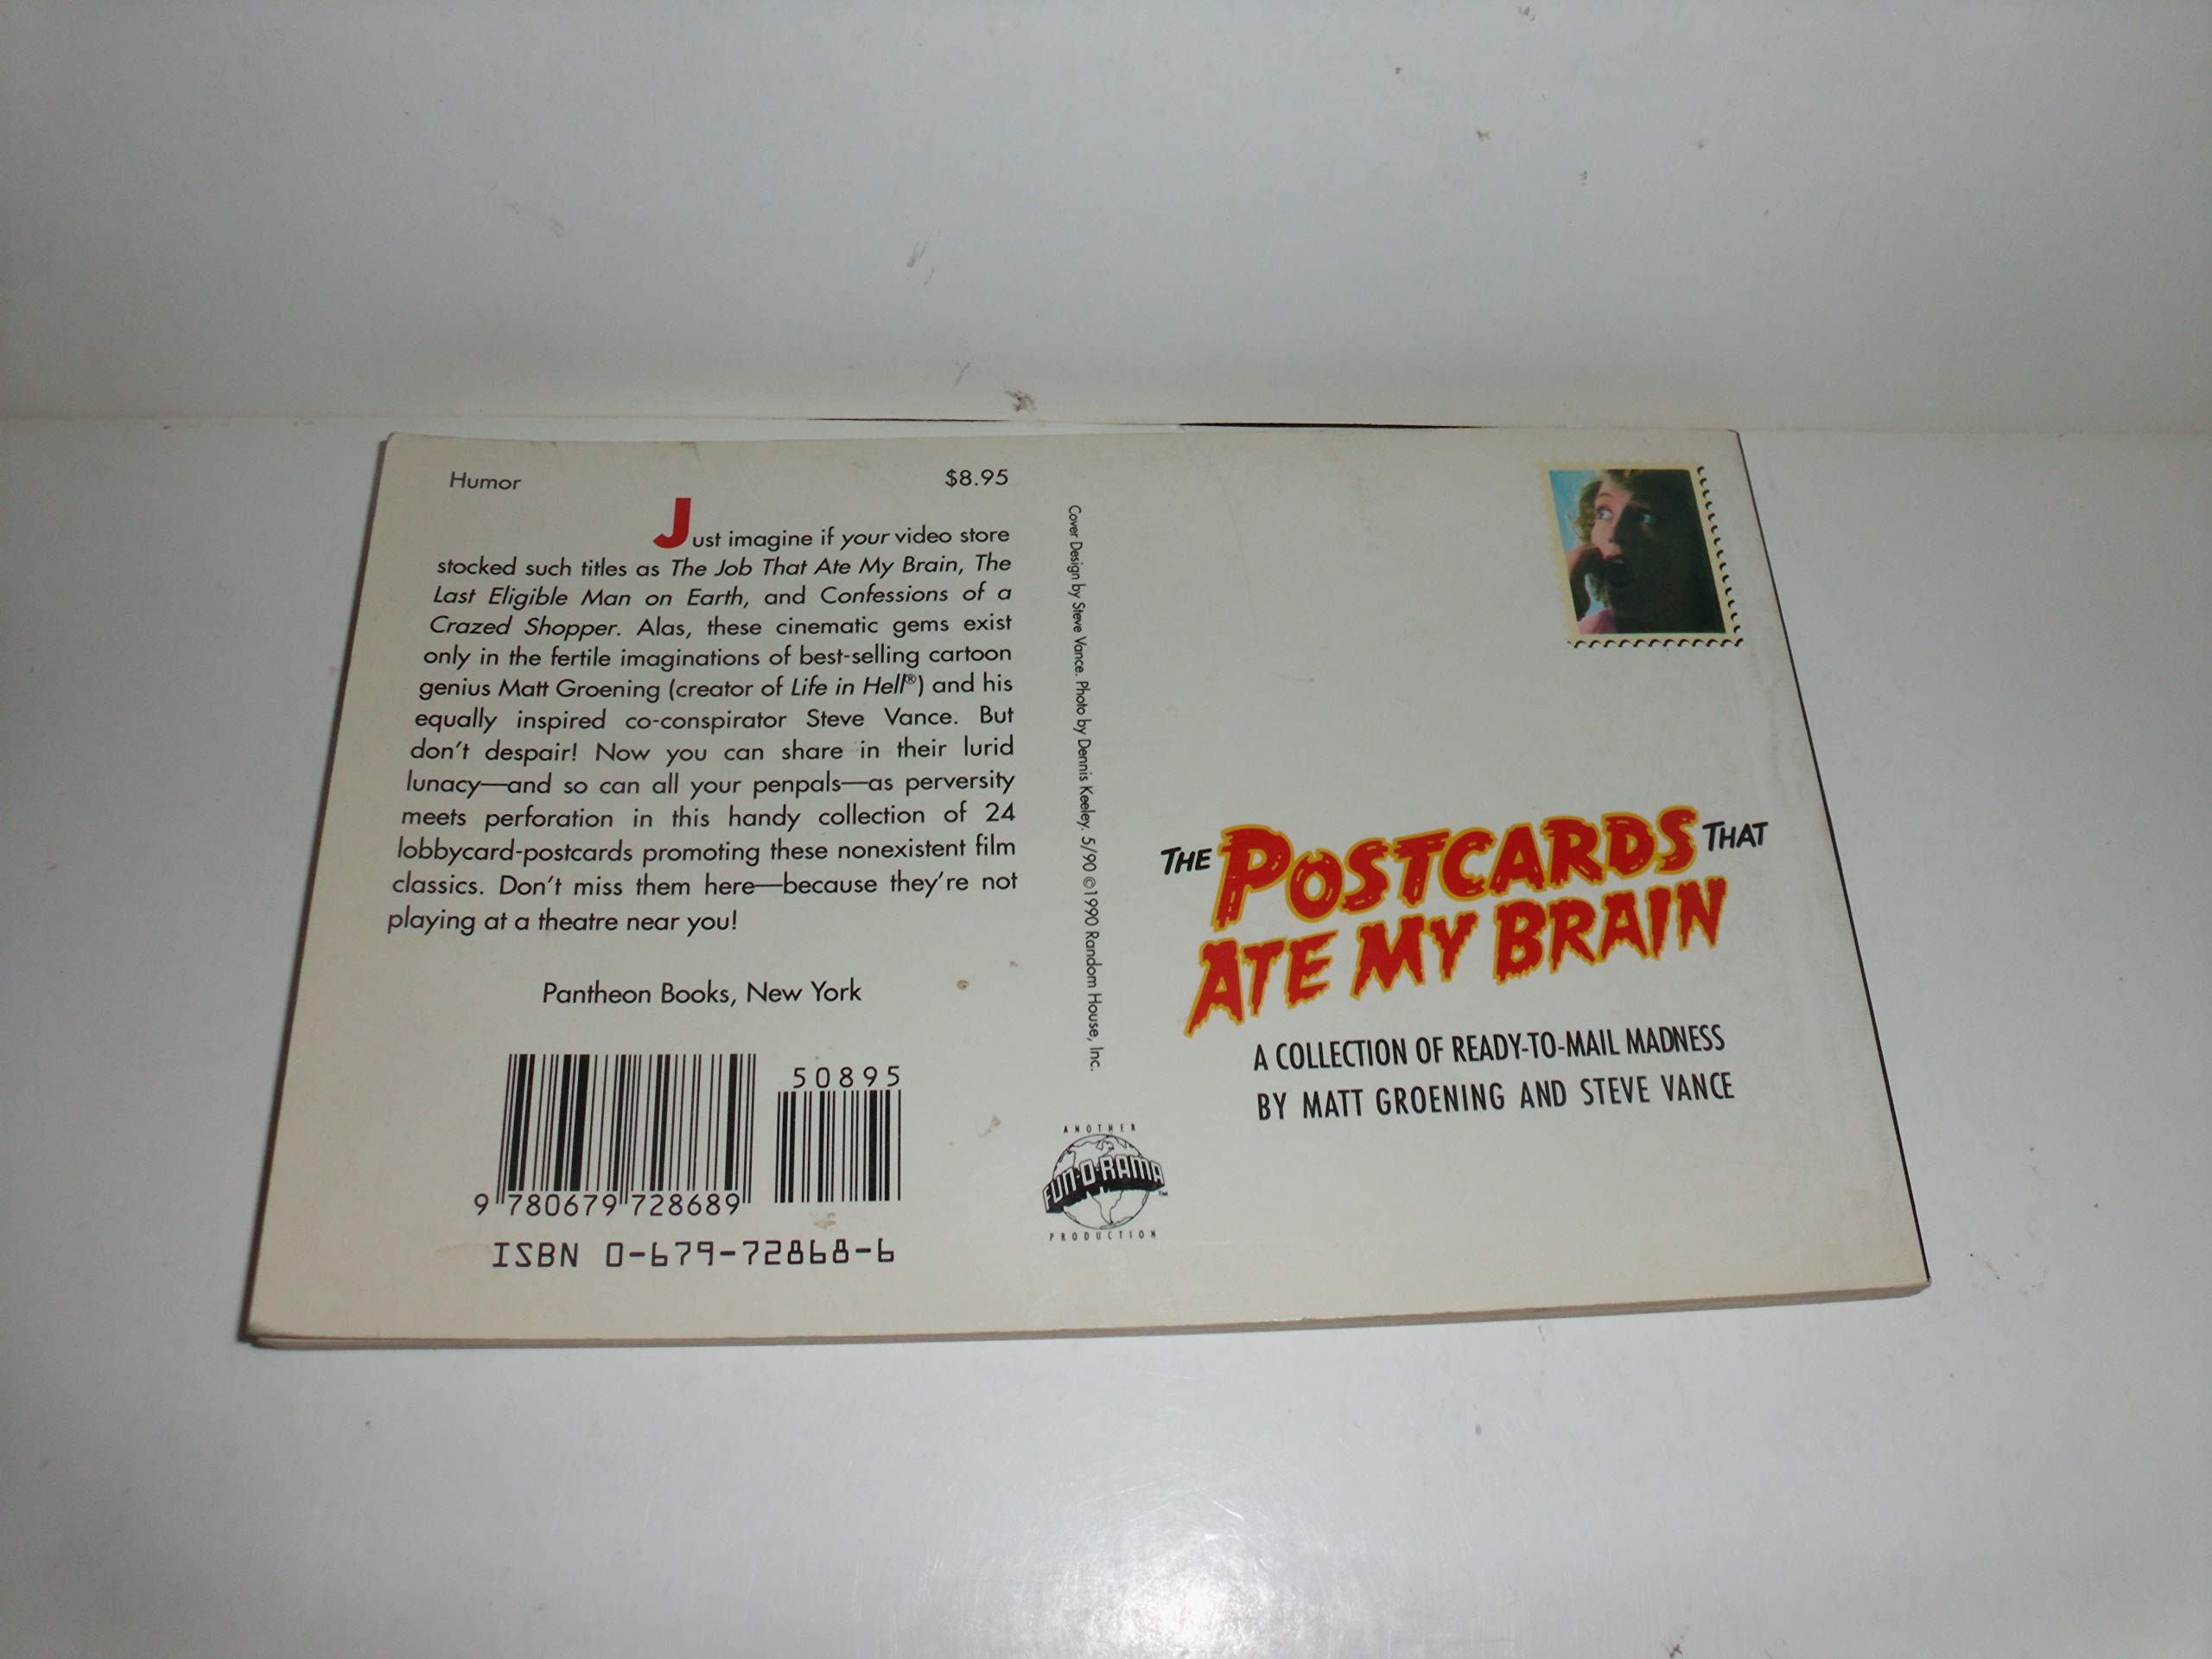 Humor
$8.95
Just imagine if your video store
stocked such titles as The Job That Ate My Brain, The
Last Eligible Man on Earth, and Confessions of a
Crazed Shopper. Alas, these cinematic gems exist
only in the fertile imaginations of best-selling cartoon
genius Matt Groening (creator of Life in Hell®) and his
equally inspired co-conspirator Steve Vance. But
don't despair! Now you can share in their lurid
lunacy—and so can all your penpals—as perversity
meets perforation in this handy collection of 24
lobbycard-postcards promoting these nonexistent film
classics. Don't miss them here—because they're not
playing at a theatre near you!
Pantheon Books, New York
50895
9 780679 728689
ISBN 0-679-72868-6
Cover Design by Steve Vance. Photo by Dennis Keeley. 5/90 ©1990 Random House, Inc.
ANOTHER
FUN-O-RAMA™
PRODUCTION
THE POSTCARDS THAT
ATE MY BRAIN
A COLLECTION OF READY-TO-MAIL MADNESS
BY MATT GROENING AND STEVE VANCE